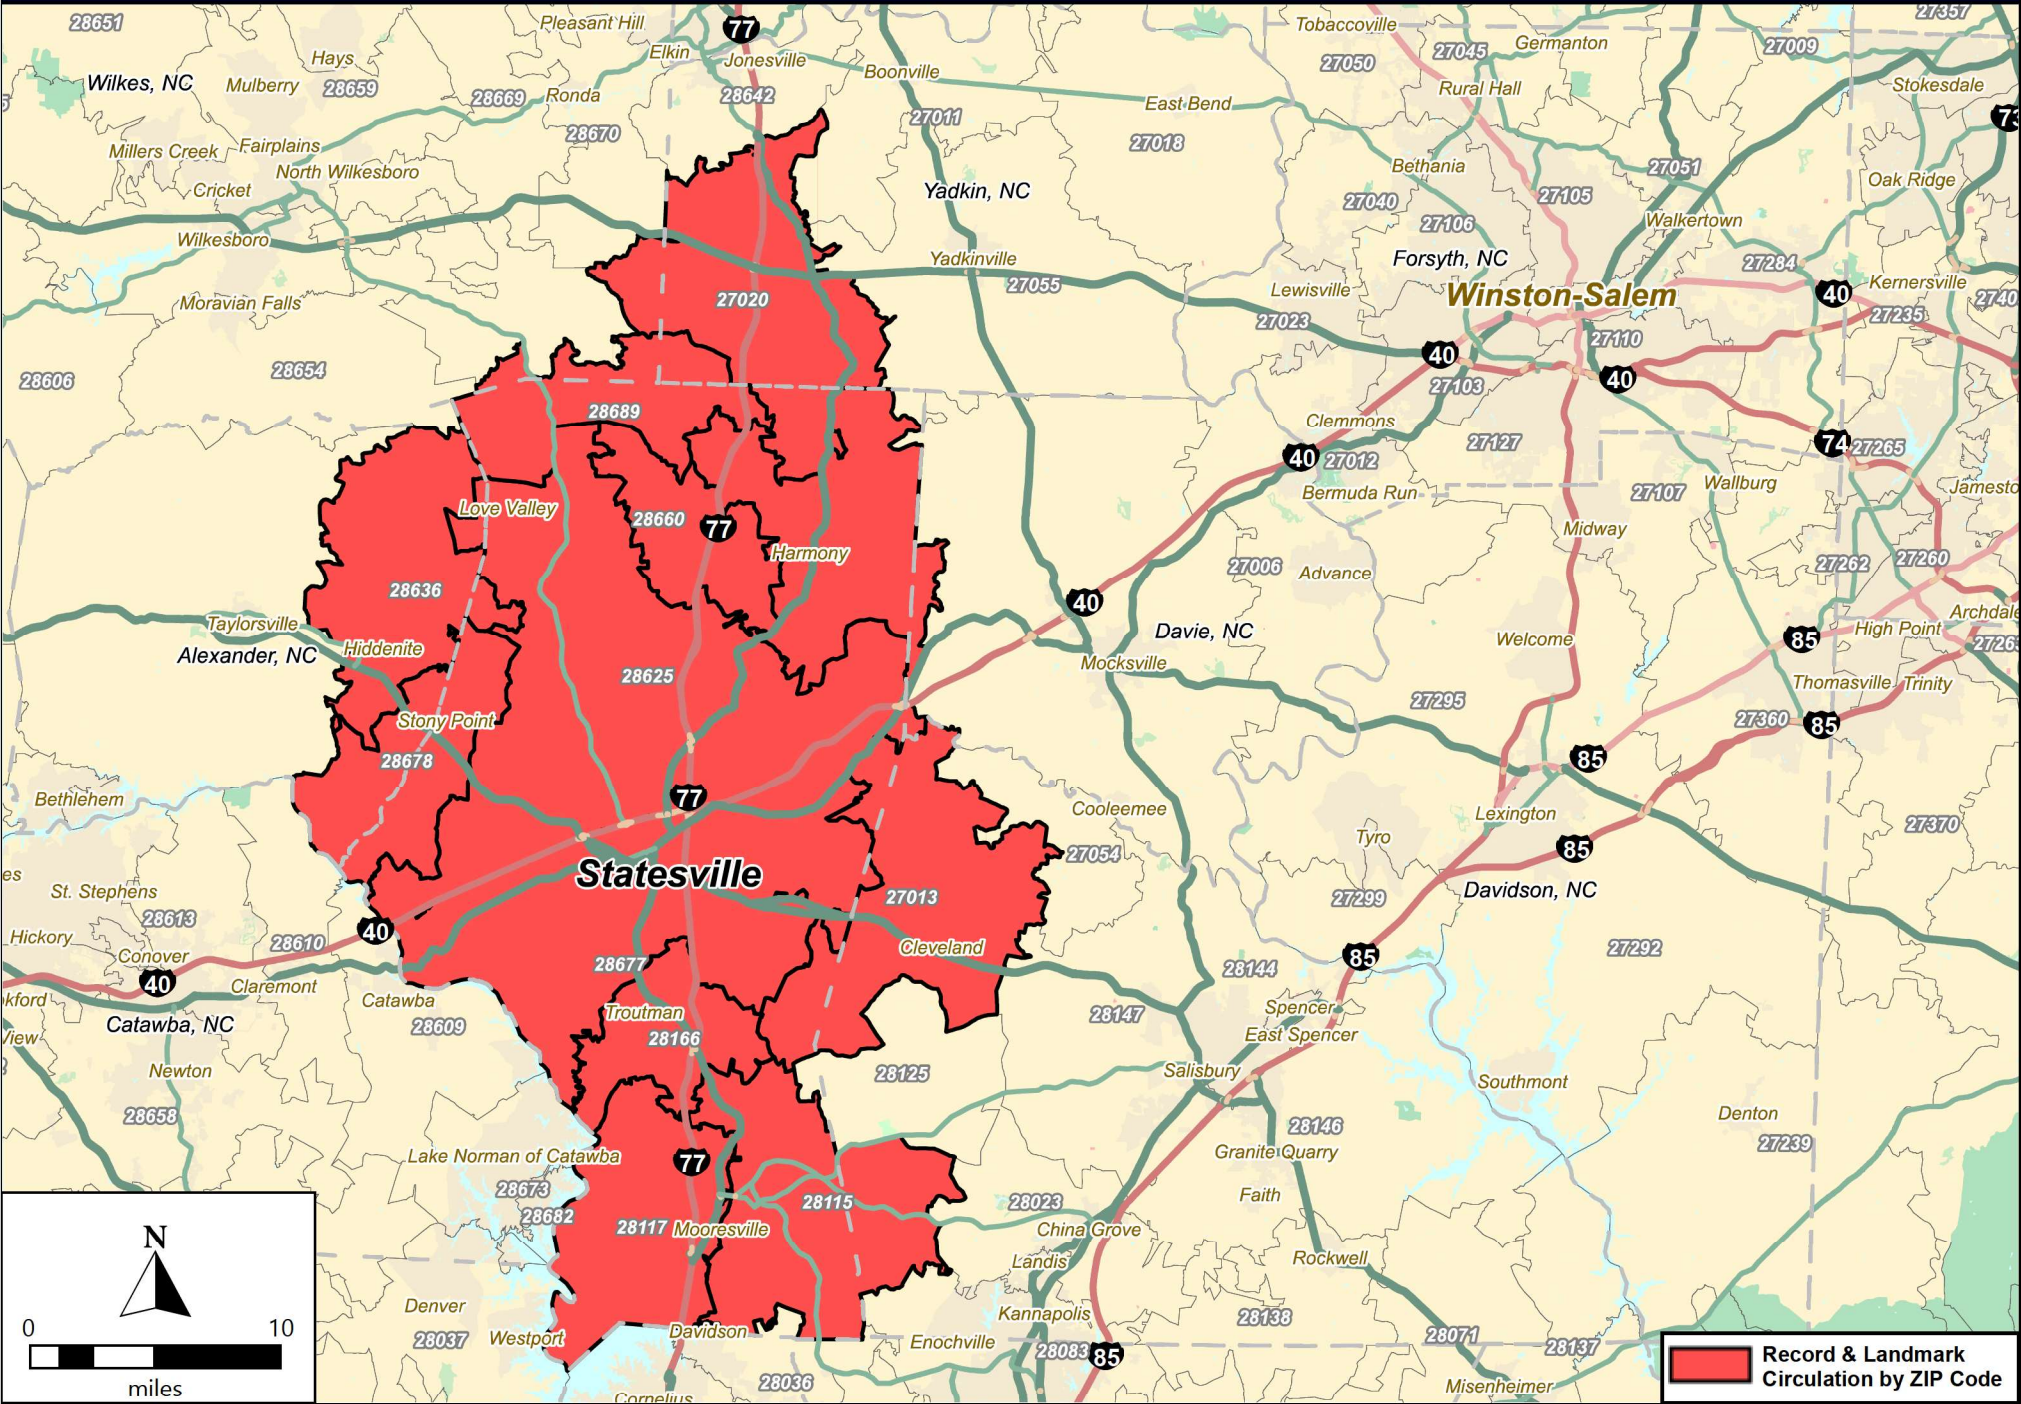 28651
Pleasant Hill
77
Tobaccoville
27045
Germanton
27009
27357
Wilkes, NC
Hays
Mulberry
28659
28669
Ronda
Elkin
Jonesville
28642
Boonville
27050
Rural Hall
Stokesdale
28670
27011
East Bend
27018
73
Millers Creek
Fairplains
North Wilkesboro
Cricket
Bethania
27051
Oak Ridge
Yadkin, NC
27040
27105
27106
Walkertown
Wilkesboro
Yadkinville
Forsyth, NC
27284
Kernersville
Moravian Falls
27020
27055
Lewisville
Winston-Salem
40
27023
27235
2740
27110
28606
28654
40
27103
40
28689
Clemmons
27127
74
27265
40
27012
Bermuda Run
27107
Wallburg
Jamesto
Love Valley
28660
77
Midway
Harmony
27006
Advance
27262
27260
28636
40
Archdale
Taylorsville
Hiddenite
Alexander, NC
Davie, NC
Mocksville
Welcome
85
High Point
2726
28625
27295
Thomasville
Trinity
Stony Point
27360
85
28678
85
Bethlehem
77
Cooleemee
Lexington
Tyro
27370
27054
85
Statesville
es
St. Stephens
28613
27013
27299
Davidson, NC
Hickory
Conover
28610
40
Cleveland
27292
28677
28144
85
40
Claremont
Catawba
Troutman
28147
Spencer
kford
Catawba, NC
28609
28166
East Spencer
View
Newton
28125
Salisbury
Southmont
28658
28146
Denton
27239
Lake Norman of Catawba
77
Granite Quarry
28673
28682
28117
Mooresville
28115
28023
Faith
China Grove
Landis
Rockwell
N
Denver
Kannapolis
28138
0
10
miles
28037
Westport
Davidson
Enochville
28083
85
28071
28137
28036
Cornelius
Misenheimer
Record & Landmark
Circulation by ZIP Code